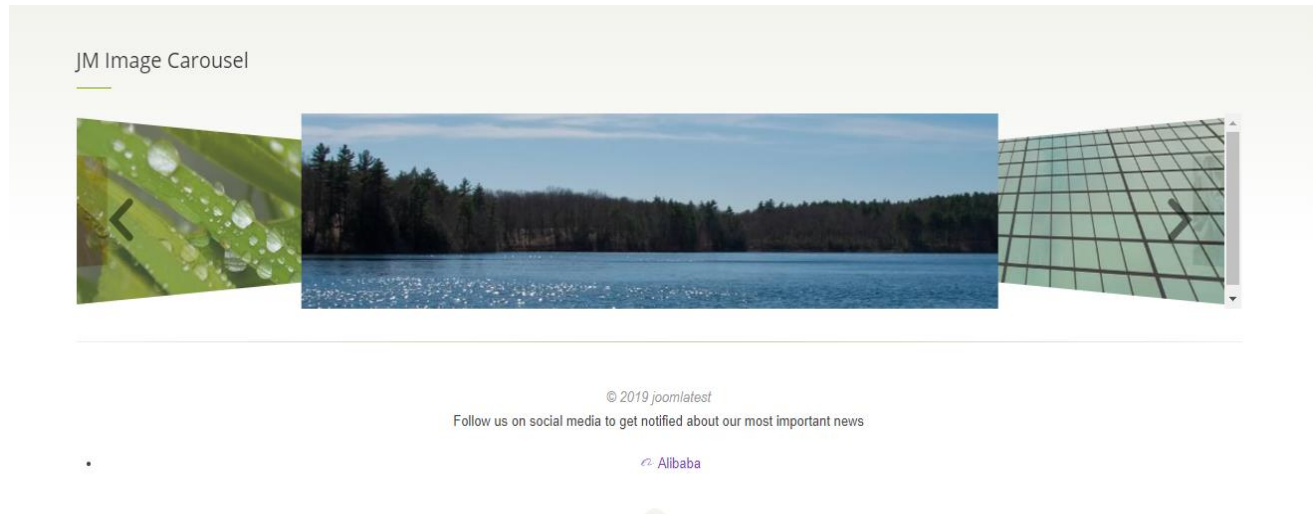 JM Image Carousel
© 2019 joomlatest
Follow us on social media to get notified about our most important news
Alibaba